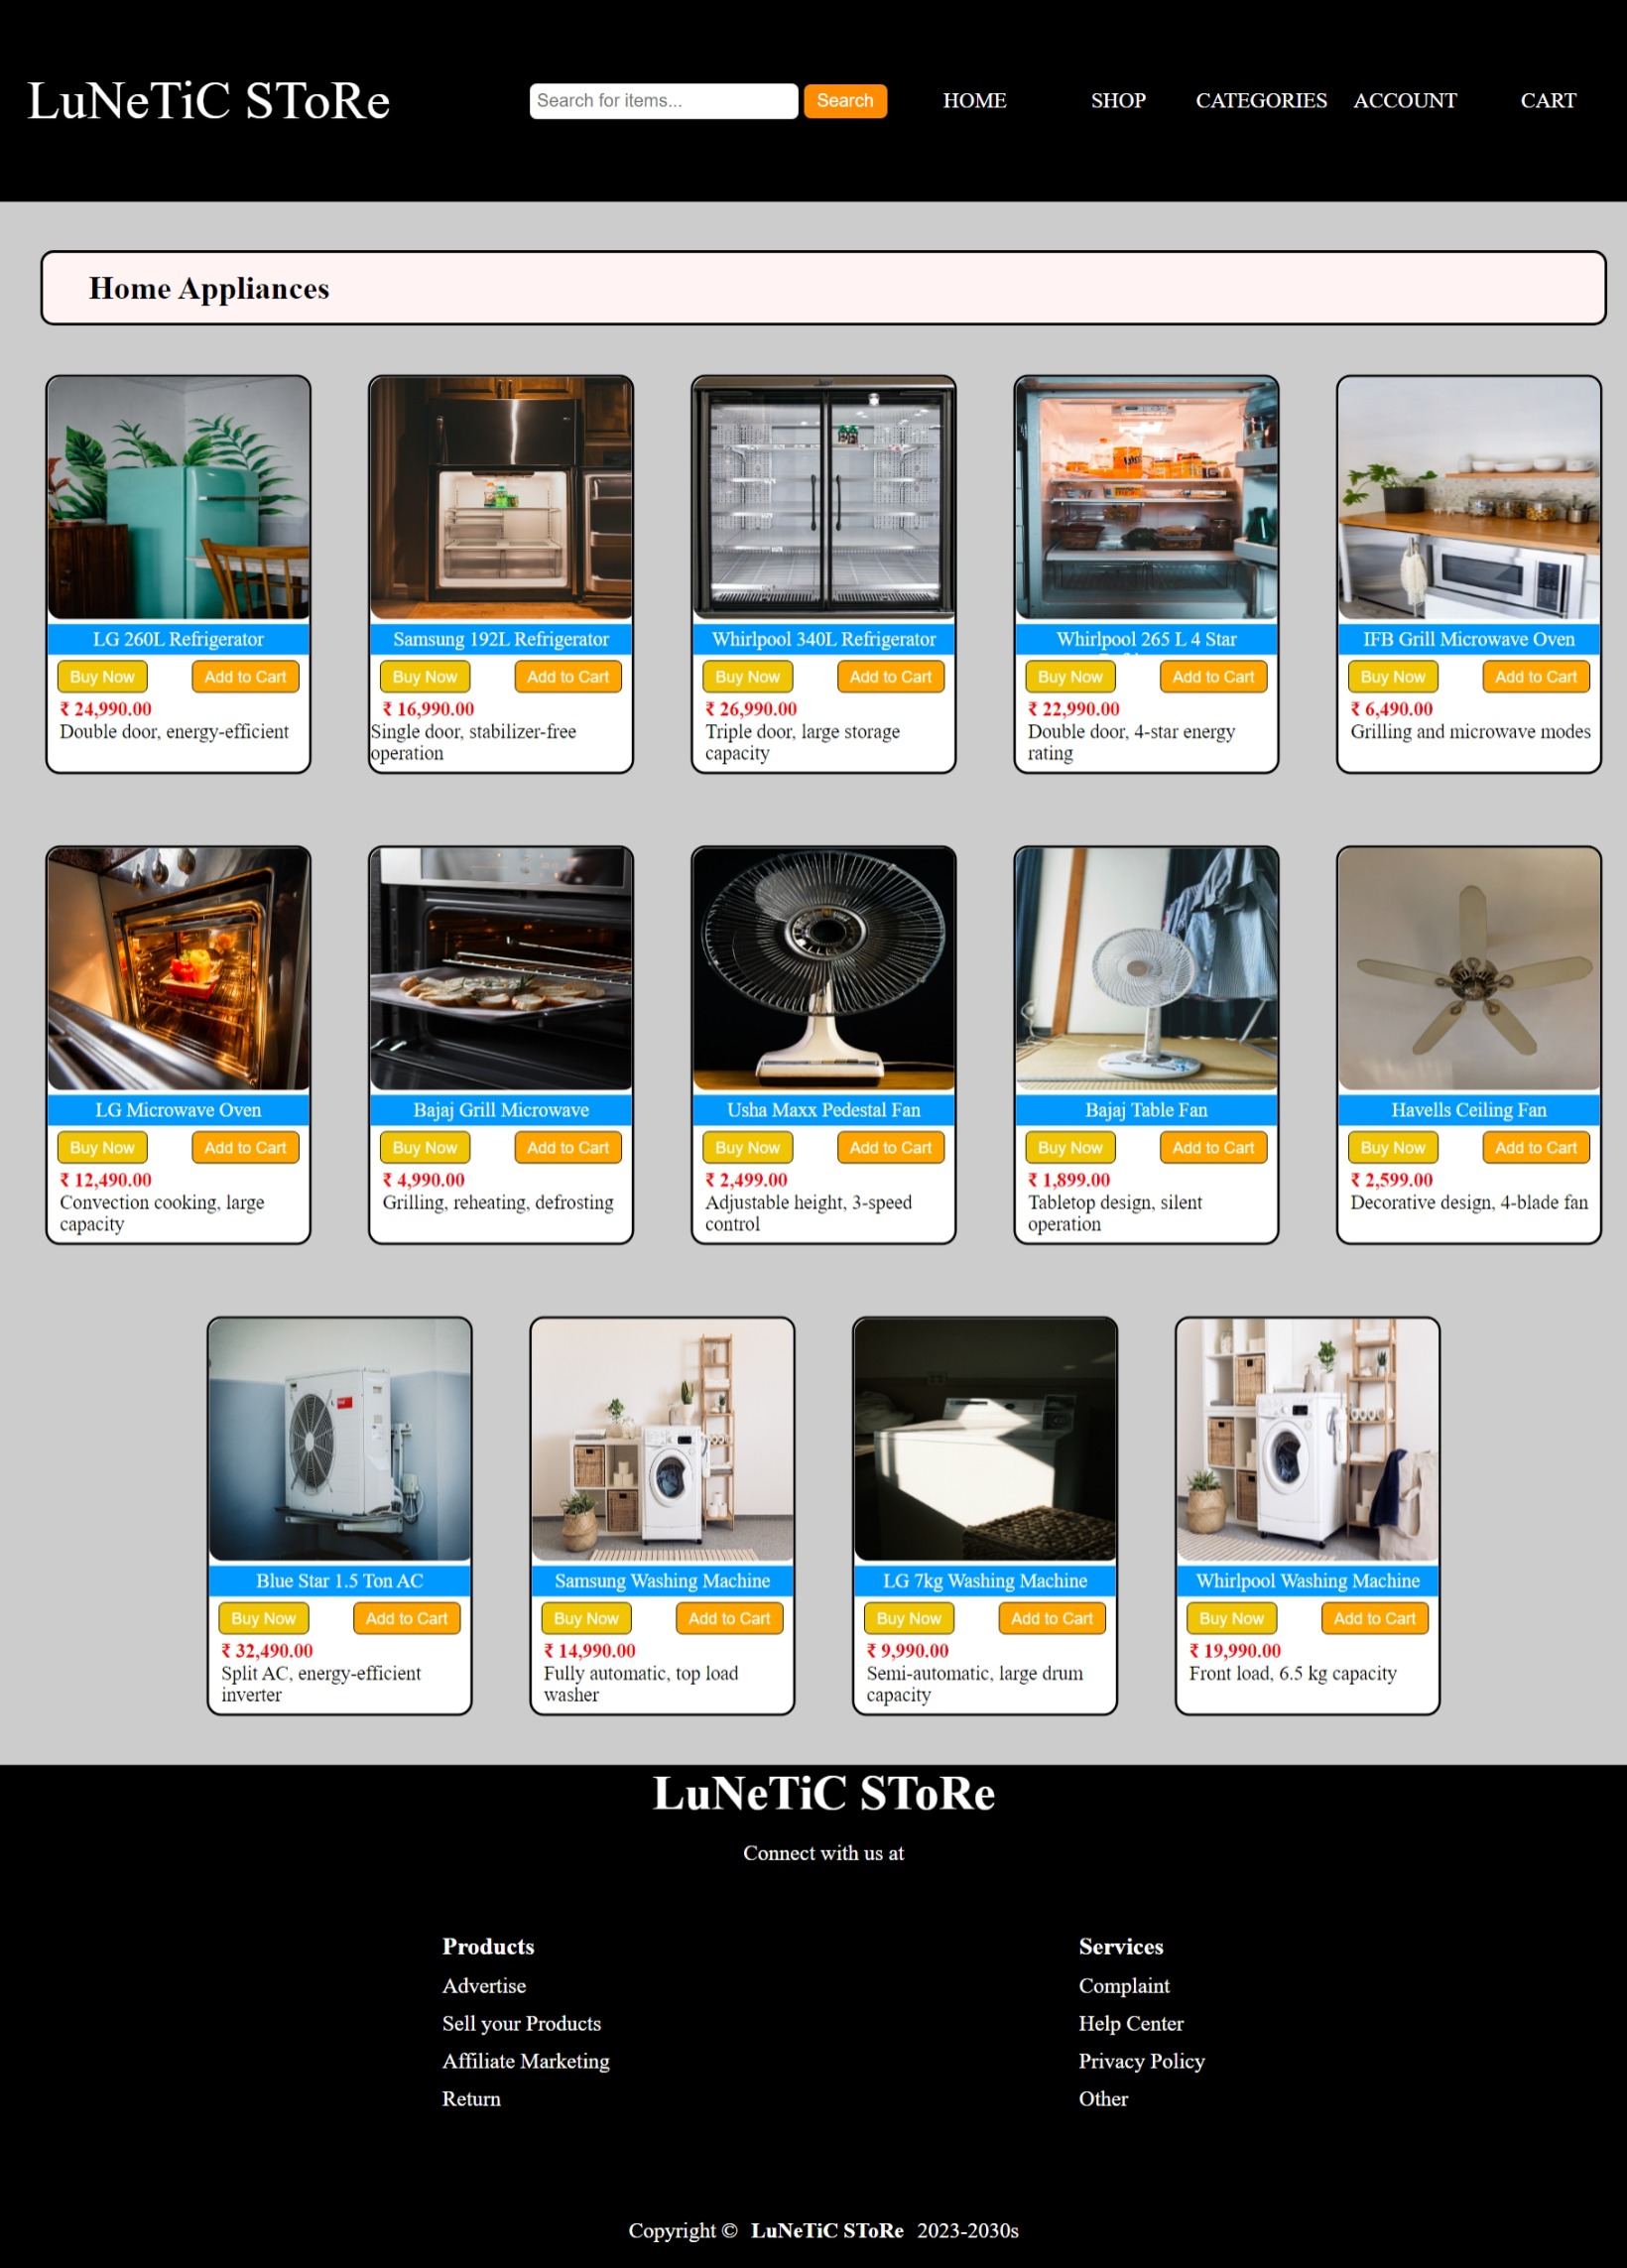 LuNeTiC SToRe
Search for items...
Search
HOME
SHOP
CATEGORIES
ACCOUNT
CART
Home Appliances
LG 260L Refrigerator
Buy Now
Add to Cart
₹ 24,990.00
Double door, energy-efficient
Samsung 192L Refrigerator
Buy Now
Add to Cart
₹ 16,990.00
Single door, stabilizer-free
operation
Whirlpool 340L Refrigerator
Buy Now
Add to Cart
₹ 26,990.00
Triple door, large storage
capacity
Whirlpool 265 L 4 Star
Buy Now
Add to Cart
₹ 22,990.00
Double door, 4-star energy
rating
IFB Grill Microwave Oven
Buy Now
Add to Cart
₹ 6,490.00
Grilling and microwave modes
LG Microwave Oven
Buy Now
Add to Cart
₹ 12,490.00
Convection cooking, large
capacity
Bajaj Grill Microwave
Buy Now
Add to Cart
₹ 4,990.00
Grilling, reheating, defrosting
Usha Maxx Pedestal Fan
Buy Now
Add to Cart
₹ 2,499.00
Adjustable height, 3-speed
control
Bajaj Table Fan
Buy Now
Add to Cart
₹ 1,899.00
Tabletop design, silent
operation
Havells Ceiling Fan
Buy Now
Add to Cart
₹ 2,599.00
Decorative design, 4-blade fan
Blue Star 1.5 Ton AC
Buy Now
Add to Cart
₹ 32,490.00
Split AC, energy-efficient
inverter
Samsung Washing Machine
Buy Now
Add to Cart
₹ 14,990.00
Fully automatic, top load
washer
LG 7kg Washing Machine
Buy Now
Add to Cart
₹ 9,990.00
Semi-automatic, large drum
capacity
Whirlpool Washing Machine
Buy Now
Add to Cart
₹ 19,990.00
Front load, 6.5 kg capacity
LuNeTiC SToRe
Connect with us at
Products
Advertise
Sell your Products
Affiliate Marketing
Return
Services
Complaint
Help Center
Privacy Policy
Other
Copyright © LuNeTiC SToRe 2023-2030s